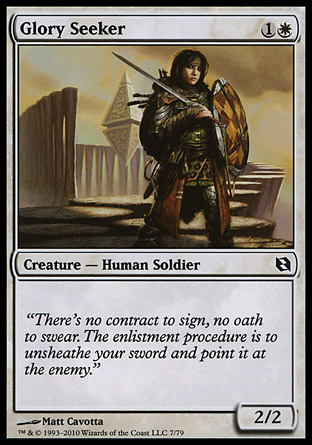 Glory Seeker 1
Creature — Human Soldier
“There’s no contract to sign, no oath
to swear. The enlistment procedure is to
unsheathe your sword and point it at
the enemy.”
Matt Cavotta
™ & © 1993–2010 Wizards of the Coast LLC 7/79
2/2